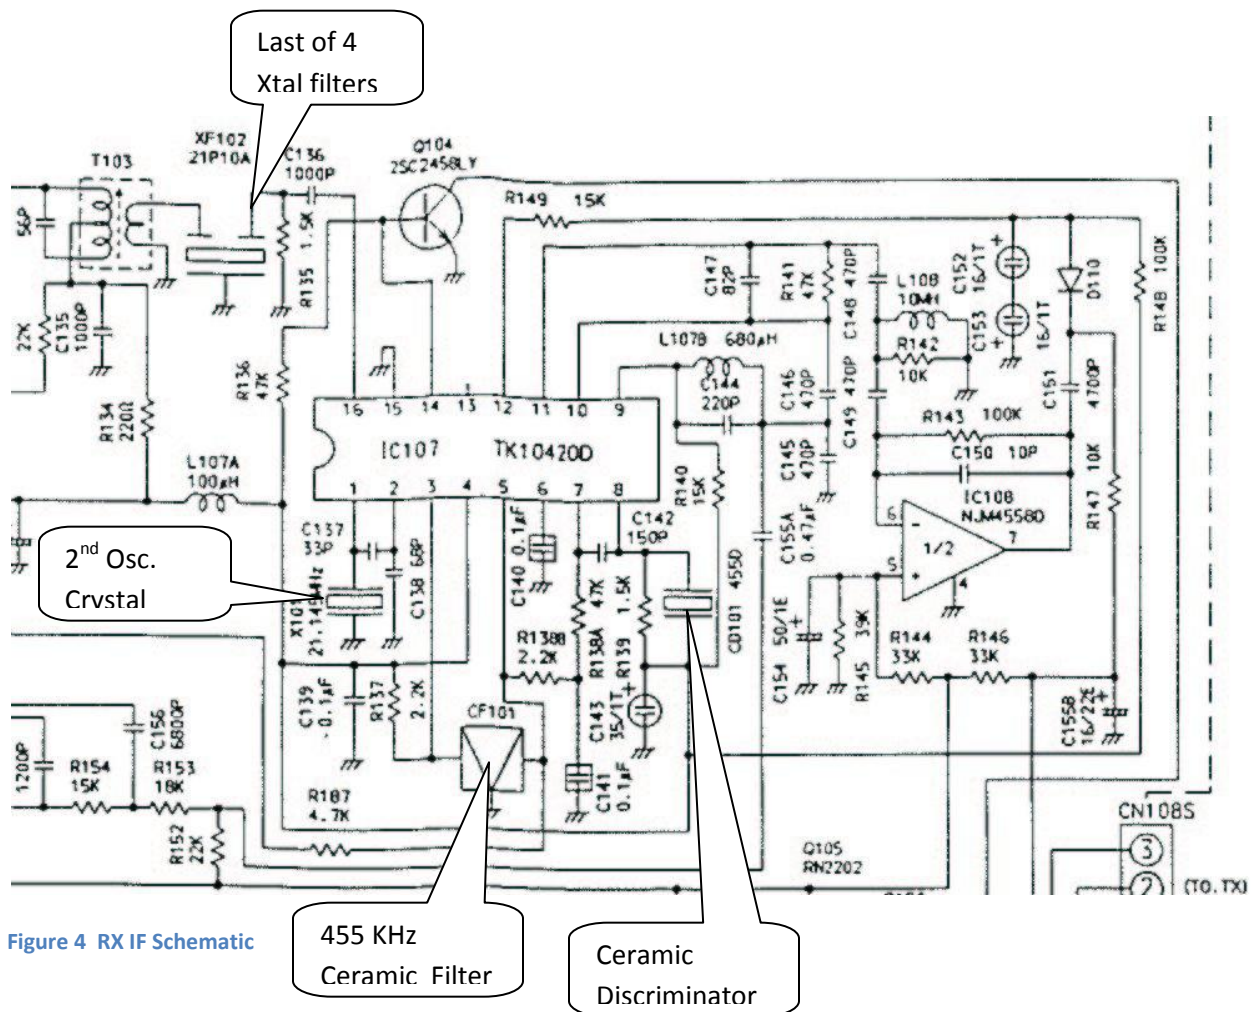 Last of 4
Xtal filters
T103
XF102
21P10A
C136
1000P
Q104
2SC2458LY
56P
R135 1.5K
R149 15K
C147
82P
R141
47K
C148 470P
L108
10MH
C152
16/1T
C153
16/1T
D110
R148 100K
22K
C135
1000P
R134
220Ω
R136
47K
L107B 680μH
C144
220P
C146
470P
C149 470P
R142
10K
C151
4700P
R143 100K
C150 10P
R147 10K
16 15 14 13 12 11 10 9
IC107 TK10420D
1 2 3 4 5 6 7 8
L107A
100μH
R140
15K
C145
470P
IC108
NJM4558D
6
7
1/2
5
4
-
+
C137
33P
C138 68P
C140 0.1μF
C142
150P
C155A
0.47μF
2nd Osc.
Crystal
R138A 47K
R139 1.5K
CD101 455D
R138B
2.2K
C154 50/1E
R145 39K
R144
33K
R146
33K
C139
0.1μF
R137
2.2K
CF101
C143
35/1T
C141
0.1μF
C155B
16/22E
1200P
C156
6800P
R154
15K
R153
18K
R152
22K
R187
4.7K
Q105
RN2202
CN108S
3
2
(TO.TX)
455 KHz
Ceramic Filter
Ceramic
Discriminator
Figure 4 RX IF Schematic